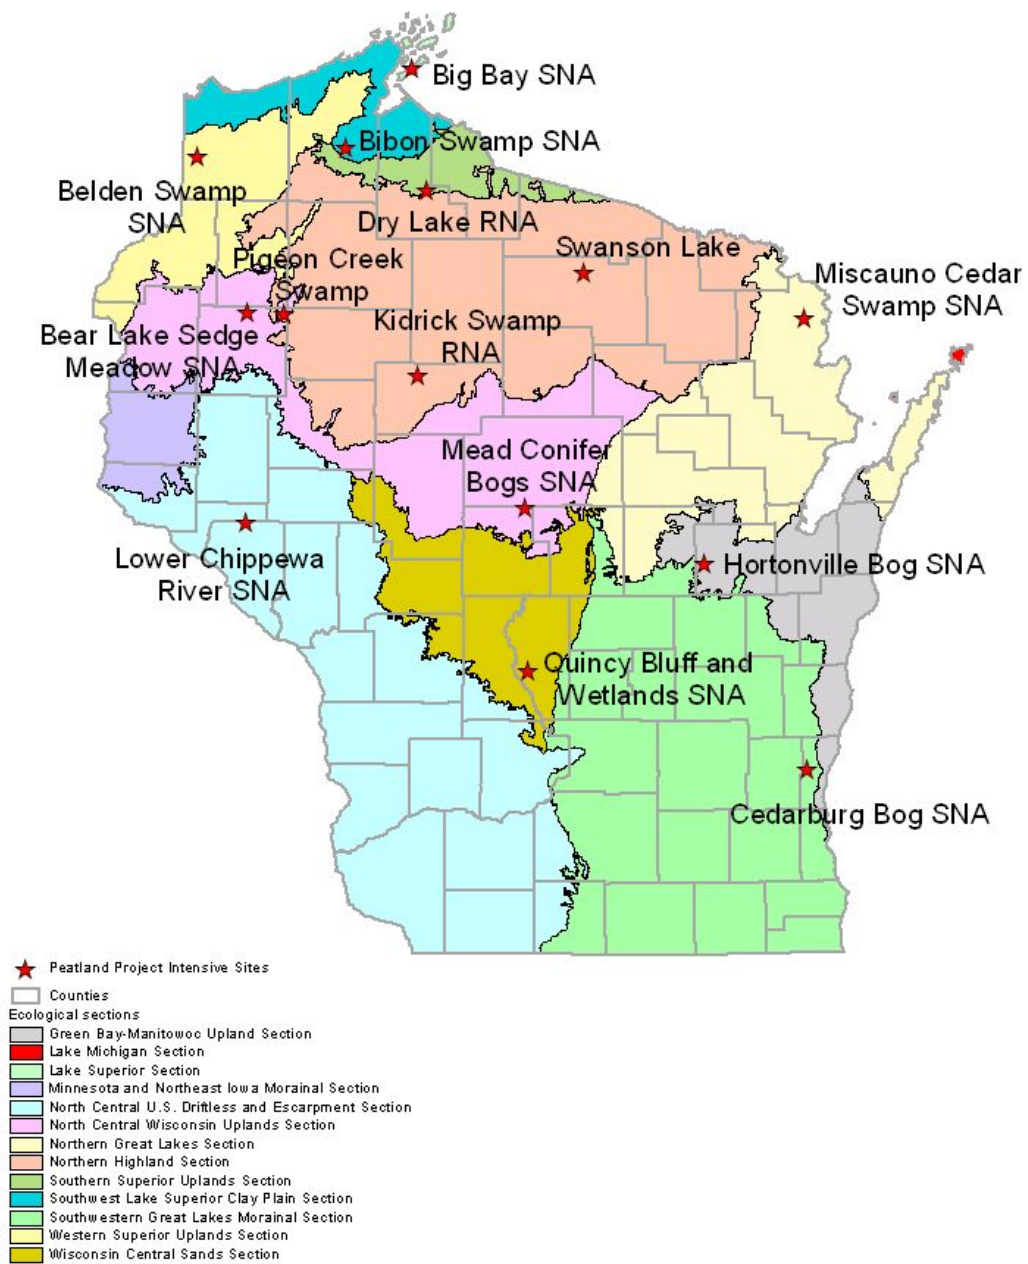 Big Bay SNA
Bibon Swamp SNA
Belden Swamp
SNA
Dry Lake RNA
Swanson Lake
Pigeon Creek
Swamp
Miscauno Cedar
Swamp SNA
Bear Lake Sedge
Meadow SNA
Kidrick Swamp
RNA
Mead Conifer
Bogs SNA
Lower Chippewa
River SNA
Hortonville Bog SNA
Quincy Bluff and
Wetlands SNA
Cedarburg Bog SNA
Peatland Project Intensive Sites
Counties
Ecological sections
Green Bay-Manitowoc Upland Section
Lake Michigan Section
Lake Superior Section
Minnesota and Northeast Iowa Morainal Section
North Central U.S. Driftless and Escarpment Section
North Central Wisconsin Uplands Section
Northern Great Lakes Section
Northern Highland Section
Southern Superior Uplands Section
Southwest Lake Superior Clay Plain Section
Southwestern Great Lakes Morainal Section
Western Superior Uplands Section
Wisconsin Central Sands Section